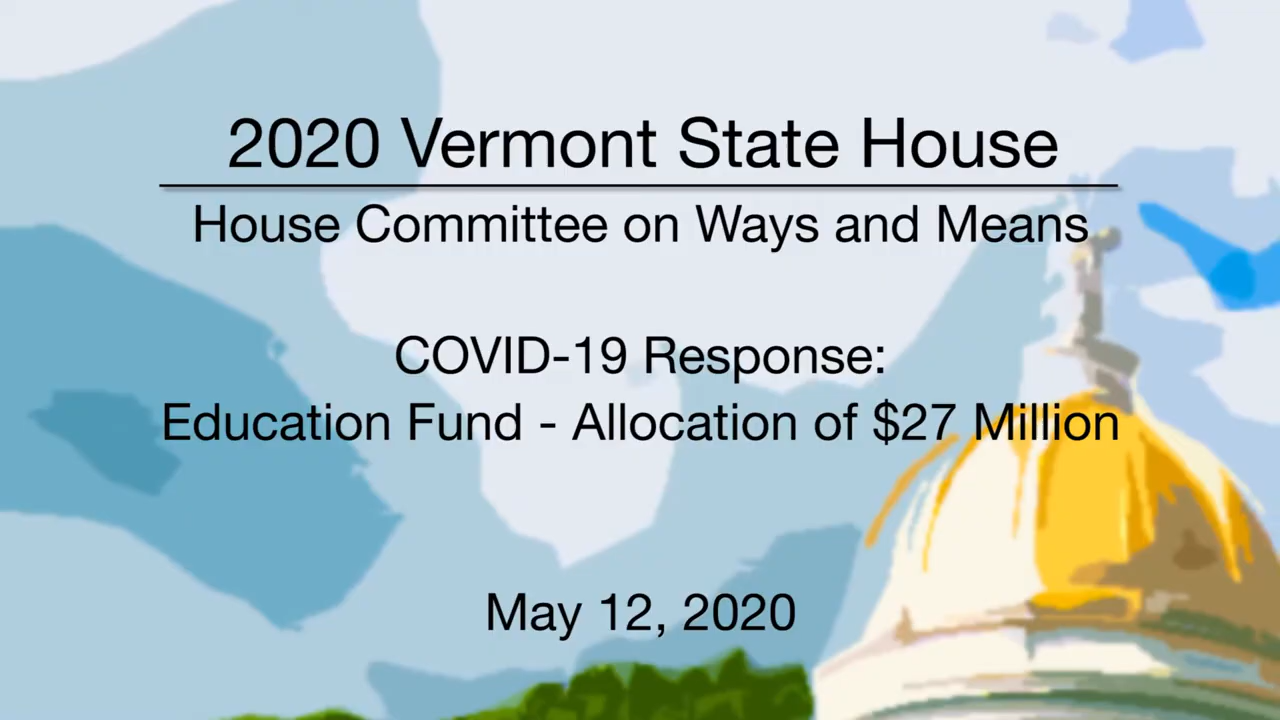 2020 Vermont State House
House Committee on Ways and Means
COVID-19 Response:
Education Fund - Allocation of $27 Million
May 12, 2020